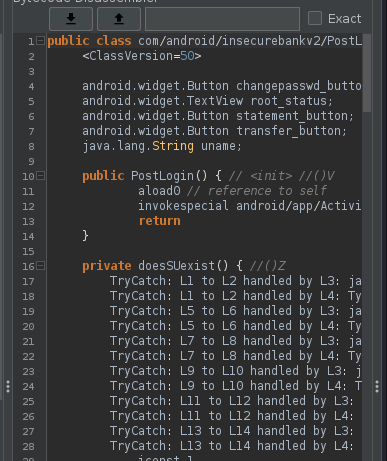 Bytecode Disassembler
Exact
1 public class com/android/insecurebankv2/PostL
2 <ClassVersion=50>
3
4 android.widget.Button changepasswd_butto
5 android.widget.TextView root_status;
6 android.widget.Button statement_button;
7 android.widget.Button transfer_button;
8 java.lang.String uname;
9
10 public PostLogin() { // <init> //()V
11 aload0 // reference to self
12 invokespecial android/app/Activi
13 return
14 }
15
16 private doesSUexist() { //()Z
17 TryCatch: L1 to L2 handled by L3: ja
18 TryCatch: L1 to L2 handled by L4: Ty
19 TryCatch: L5 to L6 handled by L3: ja
20 TryCatch: L5 to L6 handled by L4: Ty
21 TryCatch: L7 to L8 handled by L3: ja
22 TryCatch: L7 to L8 handled by L4: Ty
23 TryCatch: L9 to L10 handled by L3: j
24 TryCatch: L9 to L10 handled by L4: T
25 TryCatch: L11 to L12 handled by L3:
26 TryCatch: L11 to L12 handled by L4:
27 TryCatch: L13 to L14 handled by L3:
28 TryCatch: L13 to L14 handled by L4:
29 iconst_1